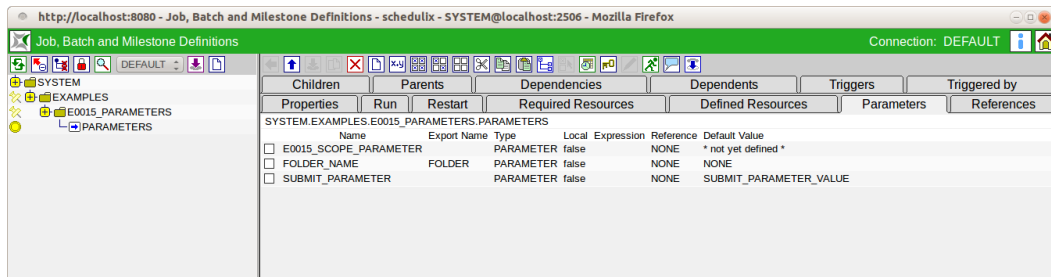 http://localhost:8080 - Job, Batch and Milestone Definitions - schedulix - SYSTEM@localhost:2506 - Mozilla Firefox
Job, Batch and Milestone Definitions Connection: DEFAULT
DEFAULT
SYSTEM
EXAMPLES
E0015_PARAMETERS
PARAMETERS
Children Parents Dependencies Dependents Triggers Triggered by
Properties Run Restart Required Resources Defined Resources Parameters References
SYSTEM.EXAMPLES.E0015_PARAMETERS.PARAMETERS
Name Export Name Type Local Expression Reference Default Value
E0015_SCOPE_PARAMETER PARAMETER false NONE * not yet defined *
FOLDER_NAME FOLDER PARAMETER false NONE NONE
SUBMIT_PARAMETER PARAMETER false NONE SUBMIT_PARAMETER_VALUE